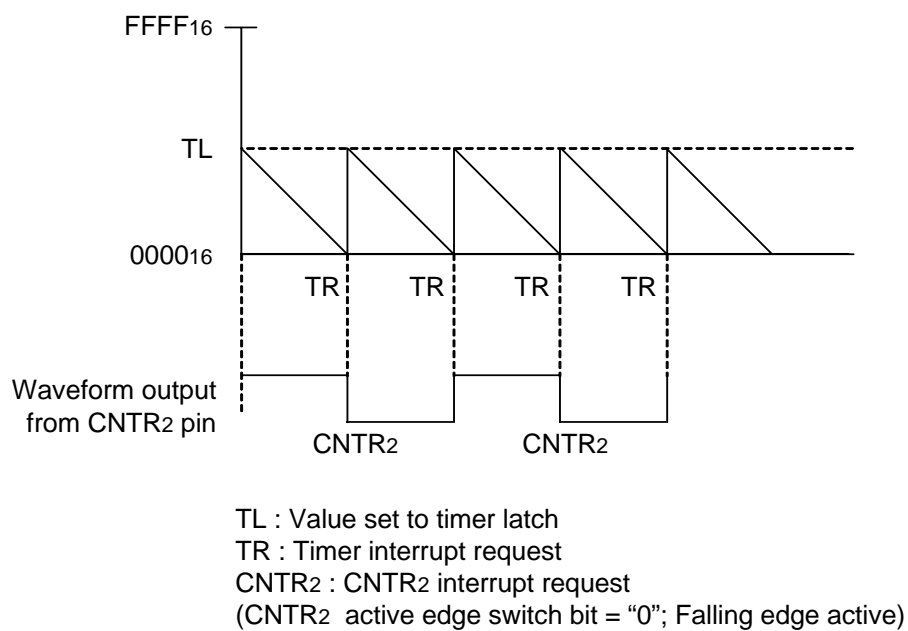 FFFF16
TL
000016
TR TR TR TR
Waveform output
from CNTR2 pin
CNTR2 CNTR2
TL : Value set to timer latch
TR : Timer interrupt request
CNTR2 : CNTR2 interrupt request
(CNTR2 active edge switch bit = “0”; Falling edge active)